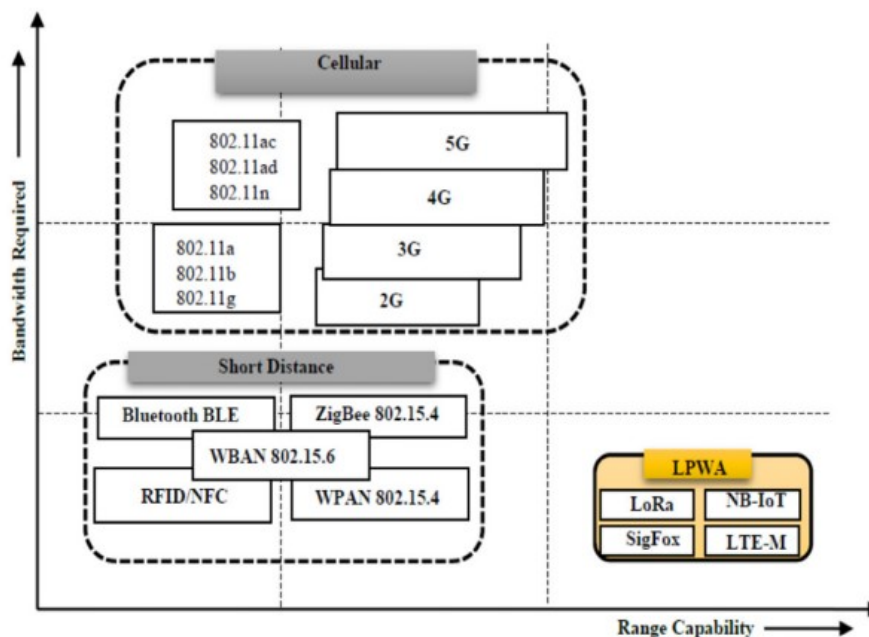 Cellular
802.11ac
802.11ad
802.11n
5G
4G
802.11a
802.11b
802.11g
3G
2G
Bandwidth Required
Short Distance
Bluetooth BLE
ZigBee 802.15.4
WBAN 802.15.6
RFID/NFC
WPAN 802.15.4
LPWA
LoRa
NB-IoT
SigFox
LTE-M
Range Capability